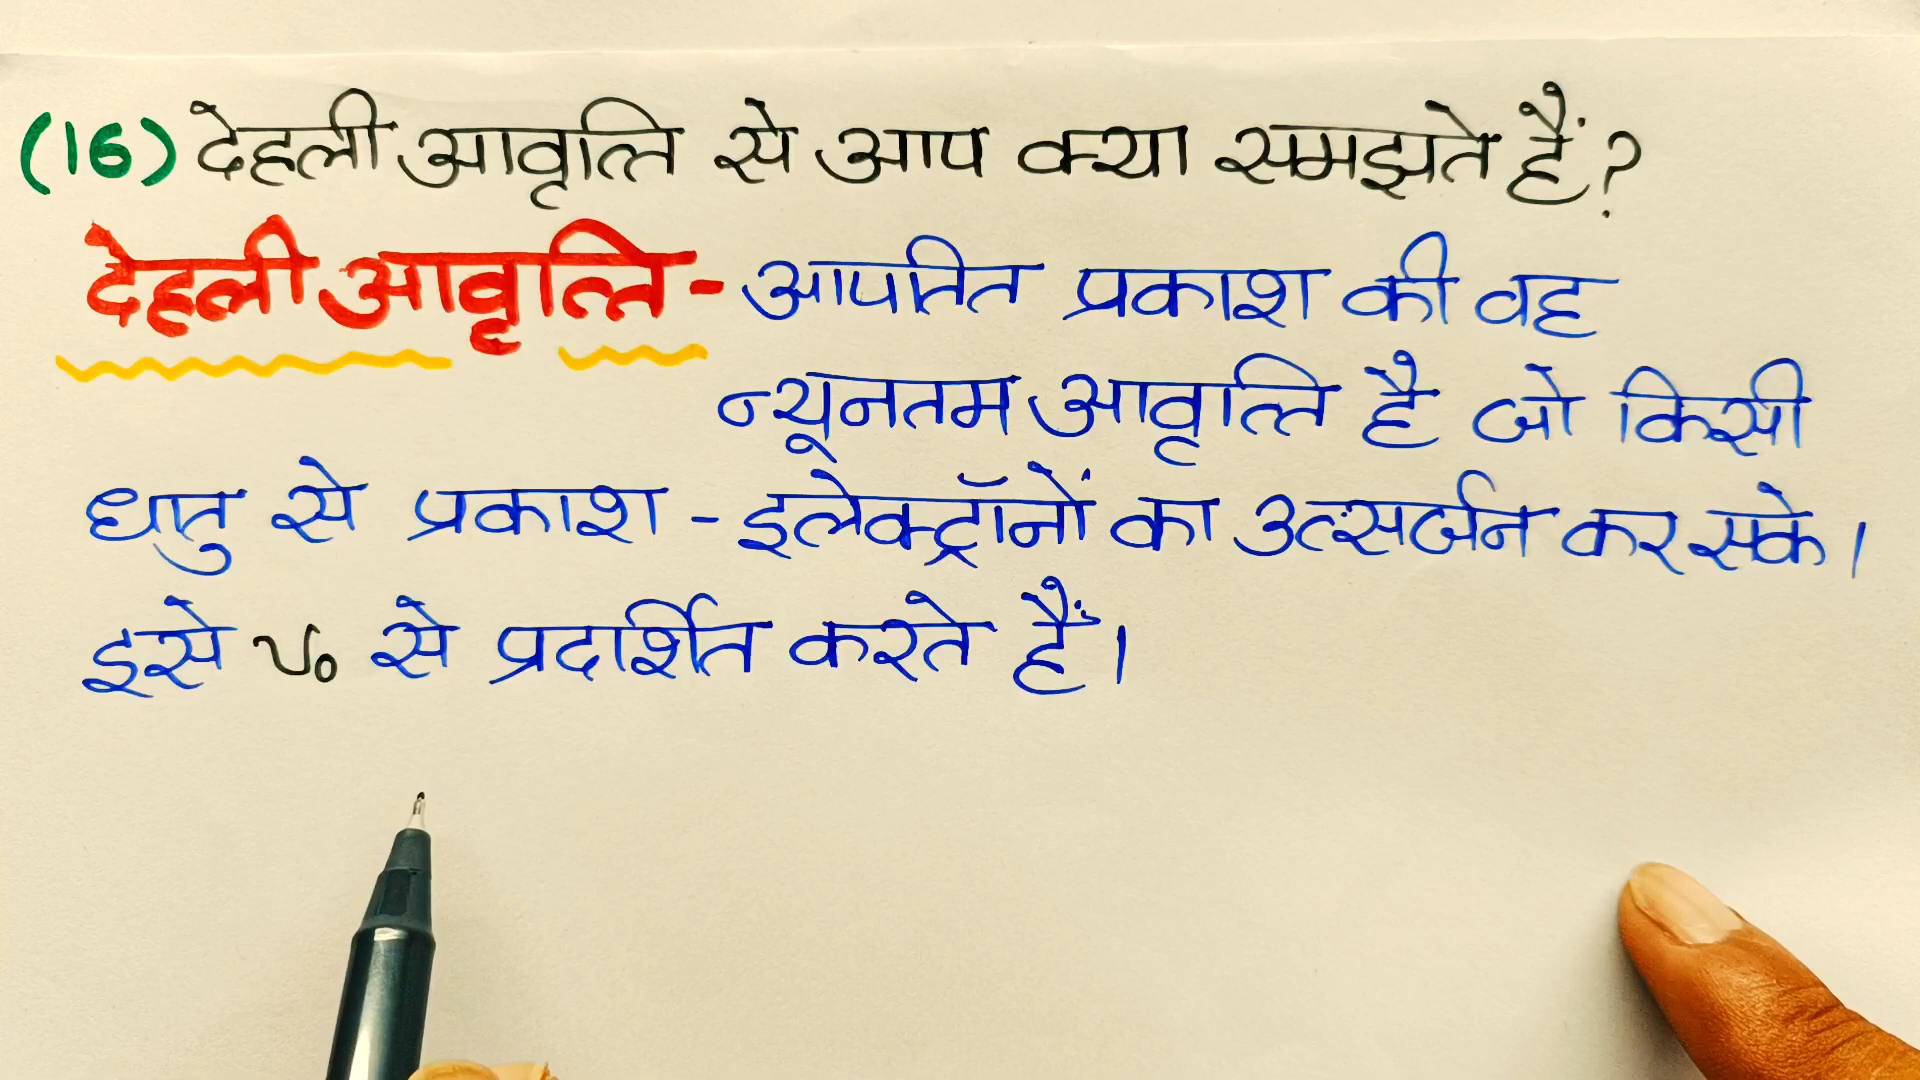 (16) देहली आवृत्ति से आप क्या समझते हैं?
देहली आवृत्ति - आपतित प्रकाश की वह
न्यूनतम आवृत्ति है जो किसी
धातु से प्रकाश - इलेक्ट्रॉनों का उत्सर्जन कर सके।
इसे ν₀ से प्रदर्शित करते हैं।